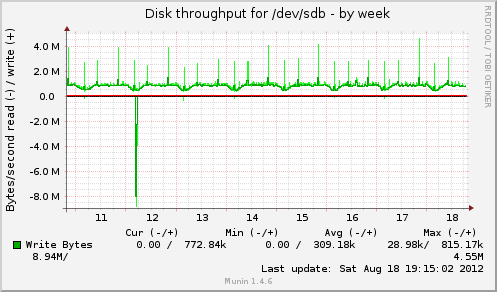 Disk throughput for /dev/sdb - by week
RRDTOOL / TOBI OETIKER
Bytes/second read (-) / write (+)
4.0 M
2.0 M
0.0
-2.0 M
-4.0 M
-6.0 M
-8.0 M
11 12 13 14 15 16 17 18
Cur (-/+) Min (-/+) Avg (-/+) Max (-/+)
Write Bytes 0.00 / 772.84k 0.00 / 309.18k 28.98k/ 815.17k
8.94M/ 4.55M
Last update: Sat Aug 18 19:15:02 2012
Munin 1.4.6